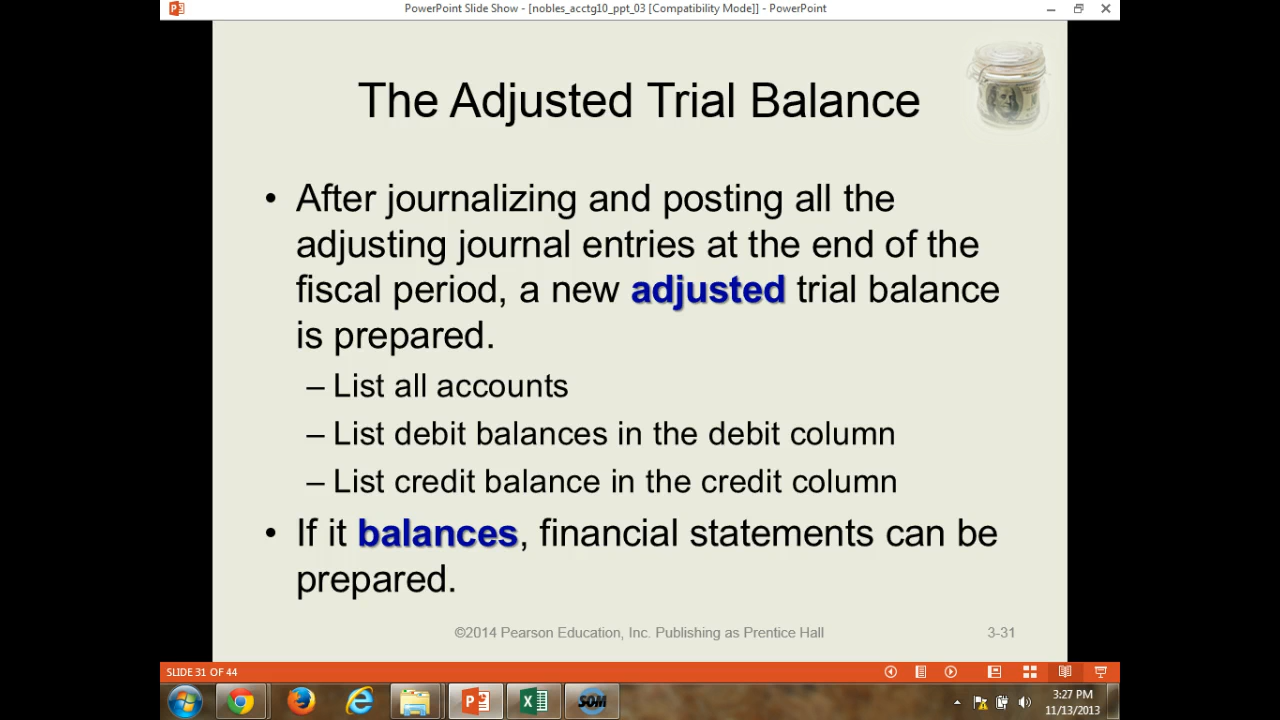 PowerPoint Slide Show - [nobles_acctg10_ppt_03 [Compatibility Mode]] - PowerPoint
The Adjusted Trial Balance
• After journalizing and posting all the
adjusting journal entries at the end of the
fiscal period, a new adjusted trial balance
is prepared.
– List all accounts
– List debit balances in the debit column
– List credit balance in the credit column
• If it balances, financial statements can be
prepared.
©2014 Pearson Education, Inc. Publishing as Prentice Hall
3-31
SLIDE 31 OF 44
SOM
3:27 PM
11/13/2013